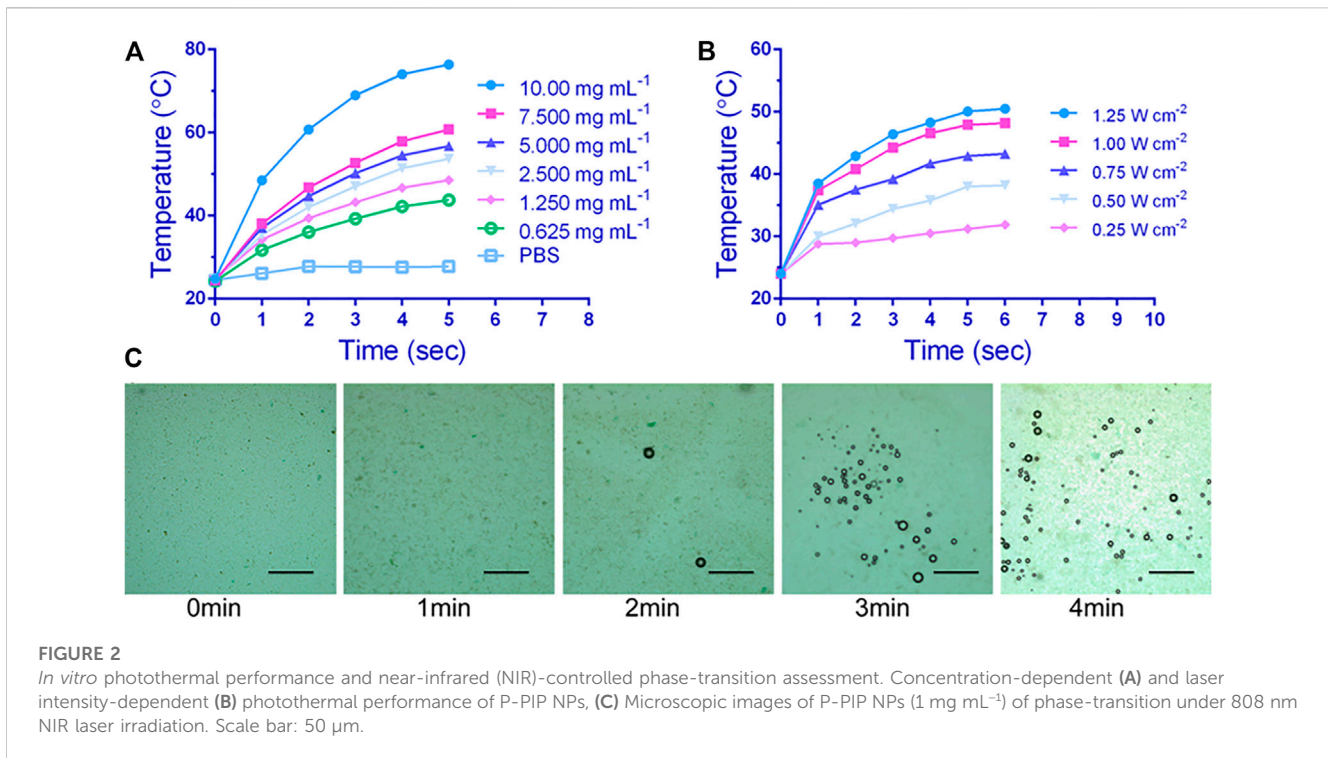 A
Temperature (°C)
80
60
40
20
0 1 2 3 4 5 6 7 8
Time (sec)
10.00 mg mL⁻¹
7.500 mg mL⁻¹
5.000 mg mL⁻¹
2.500 mg mL⁻¹
1.250 mg mL⁻¹
0.625 mg mL⁻¹
PBS
B
Temperature (°C)
60
50
40
30
20
0 1 2 3 4 5 6 7 8 9 10
Time (sec)
1.25 W cm⁻²
1.00 W cm⁻²
0.75 W cm⁻²
0.50 W cm⁻²
0.25 W cm⁻²
C
0min 1min 2min 3min 4min
FIGURE 2
In vitro photothermal performance and near-infrared (NIR)-controlled phase-transition assessment. Concentration-dependent (A) and laser
intensity-dependent (B) photothermal performance of P-PIP NPs, (C) Microscopic images of P-PIP NPs (1 mg mL⁻¹) of phase-transition under 808 nm
NIR laser irradiation. Scale bar: 50 μm.